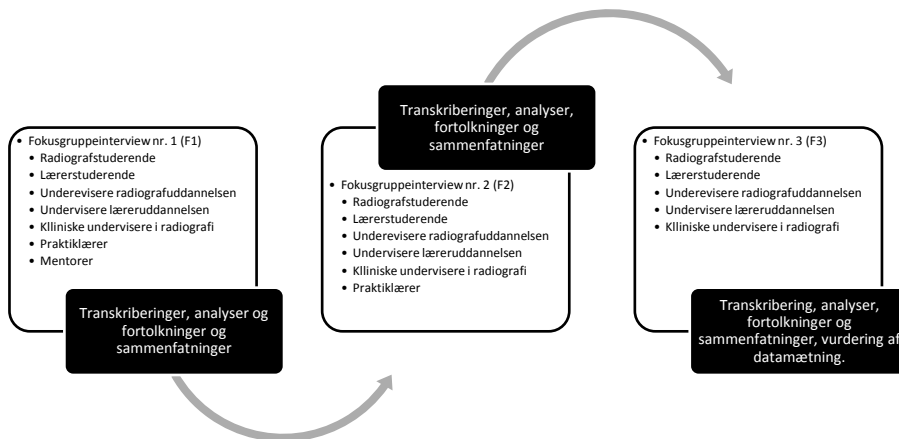 • Fokusgruppeinterview nr. 1 (F1)
• Radiografstuderende
• Lærerstuderende
• Underevisere radiografuddannelsen
• Undervisere læreruddannelsen
• Klliniske undervisere i radiografi
• Praktiklærer
• Mentorer
Transkriberinger, analyser og
fortolkninger og
sammenfatninger
Transkriberinger, analyser,
fortolkninger og
sammenfatninger
• Fokusgruppeinterview nr. 2 (F2)
• Radiografstuderende
• Lærerstuderende
• Underevisere radiografuddannelsen
• Undervisere læreruddannelsen
• Klliniske undervisere i radiografi
• Praktiklærer
• Fokusgruppeinterview nr. 3 (F3)
• Radiografstuderende
• Lærerstuderende
• Underevisere radiografuddannelsen
• Undervisere læreruddannelsen
• Klliniske undervisere i radiografi
Transkribering, analyser,
fortolkninger og
sammenfatninger, vurdering af
datamætning.